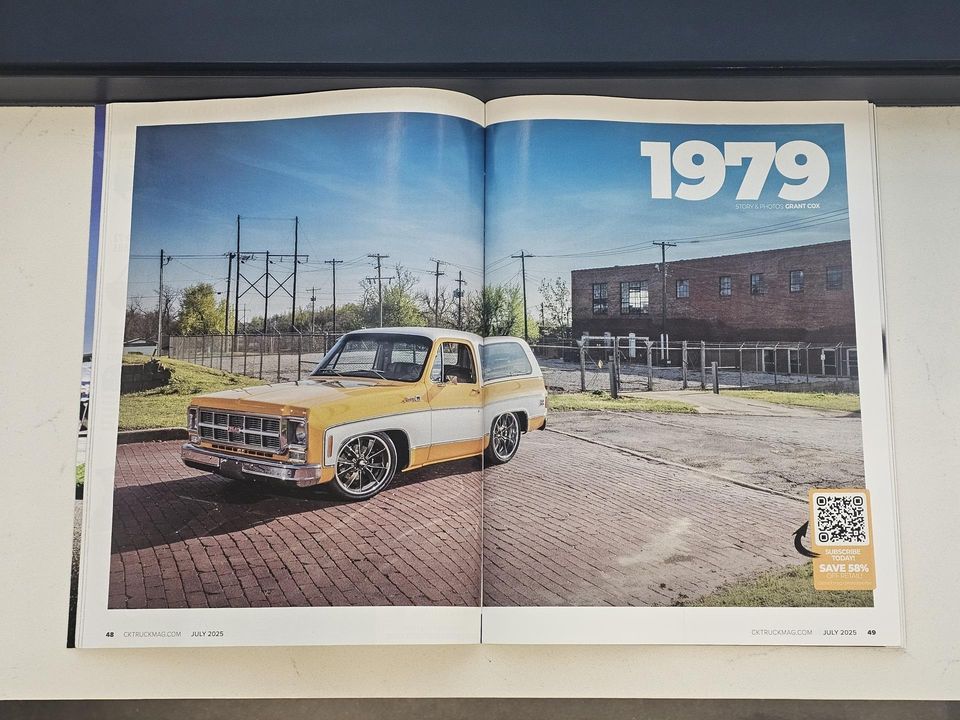 1979
STORY & PHOTOS GRANT COX
GMC
SUBSCRIBE
TODAY!
SAVE 58%
OFF RETAIL!
48 CKTRUCKMAG.COM JULY 2025
CKTRUCKMAG.COM JULY 2025 49